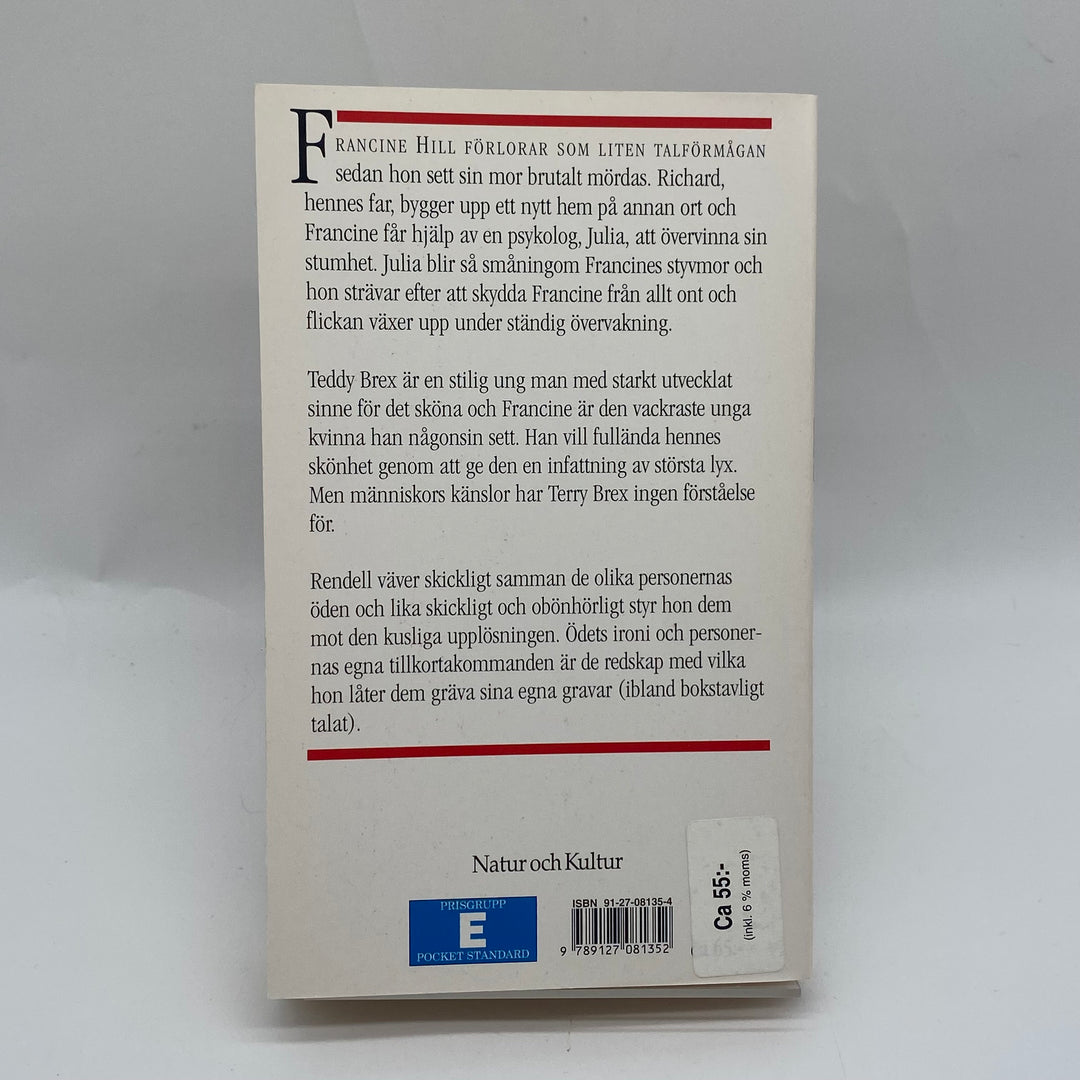 FRANCINE HILL FÖRLORAR SOM LITEN TALFÖRMÅGAN
sedan hon sett sin mor brutalt mördas. Richard,
hennes far, bygger upp ett nytt hem på annan ort och
Francine får hjälp av en psykolog, Julia, att övervinna sin
stumhet. Julia blir så småningom Francines styvmor och
hon strävar efter att skydda Francine från allt ont och
flickan växer upp under ständig övervakning.
Teddy Brex är en stilig ung man med starkt utvecklat
sinne för det sköna och Francine är den vackraste unga
kvinna han någonsin sett. Han vill fullända hennes
skönhet genom att ge den en infattning av största lyx.
Men människors känslor har Terry Brex ingen förståelse
för.
Rendell väver skickligt samman de olika personernas
öden och lika skickligt och obönhörligt styr hon dem
mot den kusliga upplösningen. Ödets ironi och personer-
nas egna tillkortakommanden är de redskap med vilka
hon låter dem gräva sina egna gravar (ibland bokstavligt
talat).
Natur och Kultur
PRISGRUPP
E
POCKET STANDARD
ISBN 91-27-08135-4
9 789127 081352
Ca 55:-
(inkl. 6 % moms)